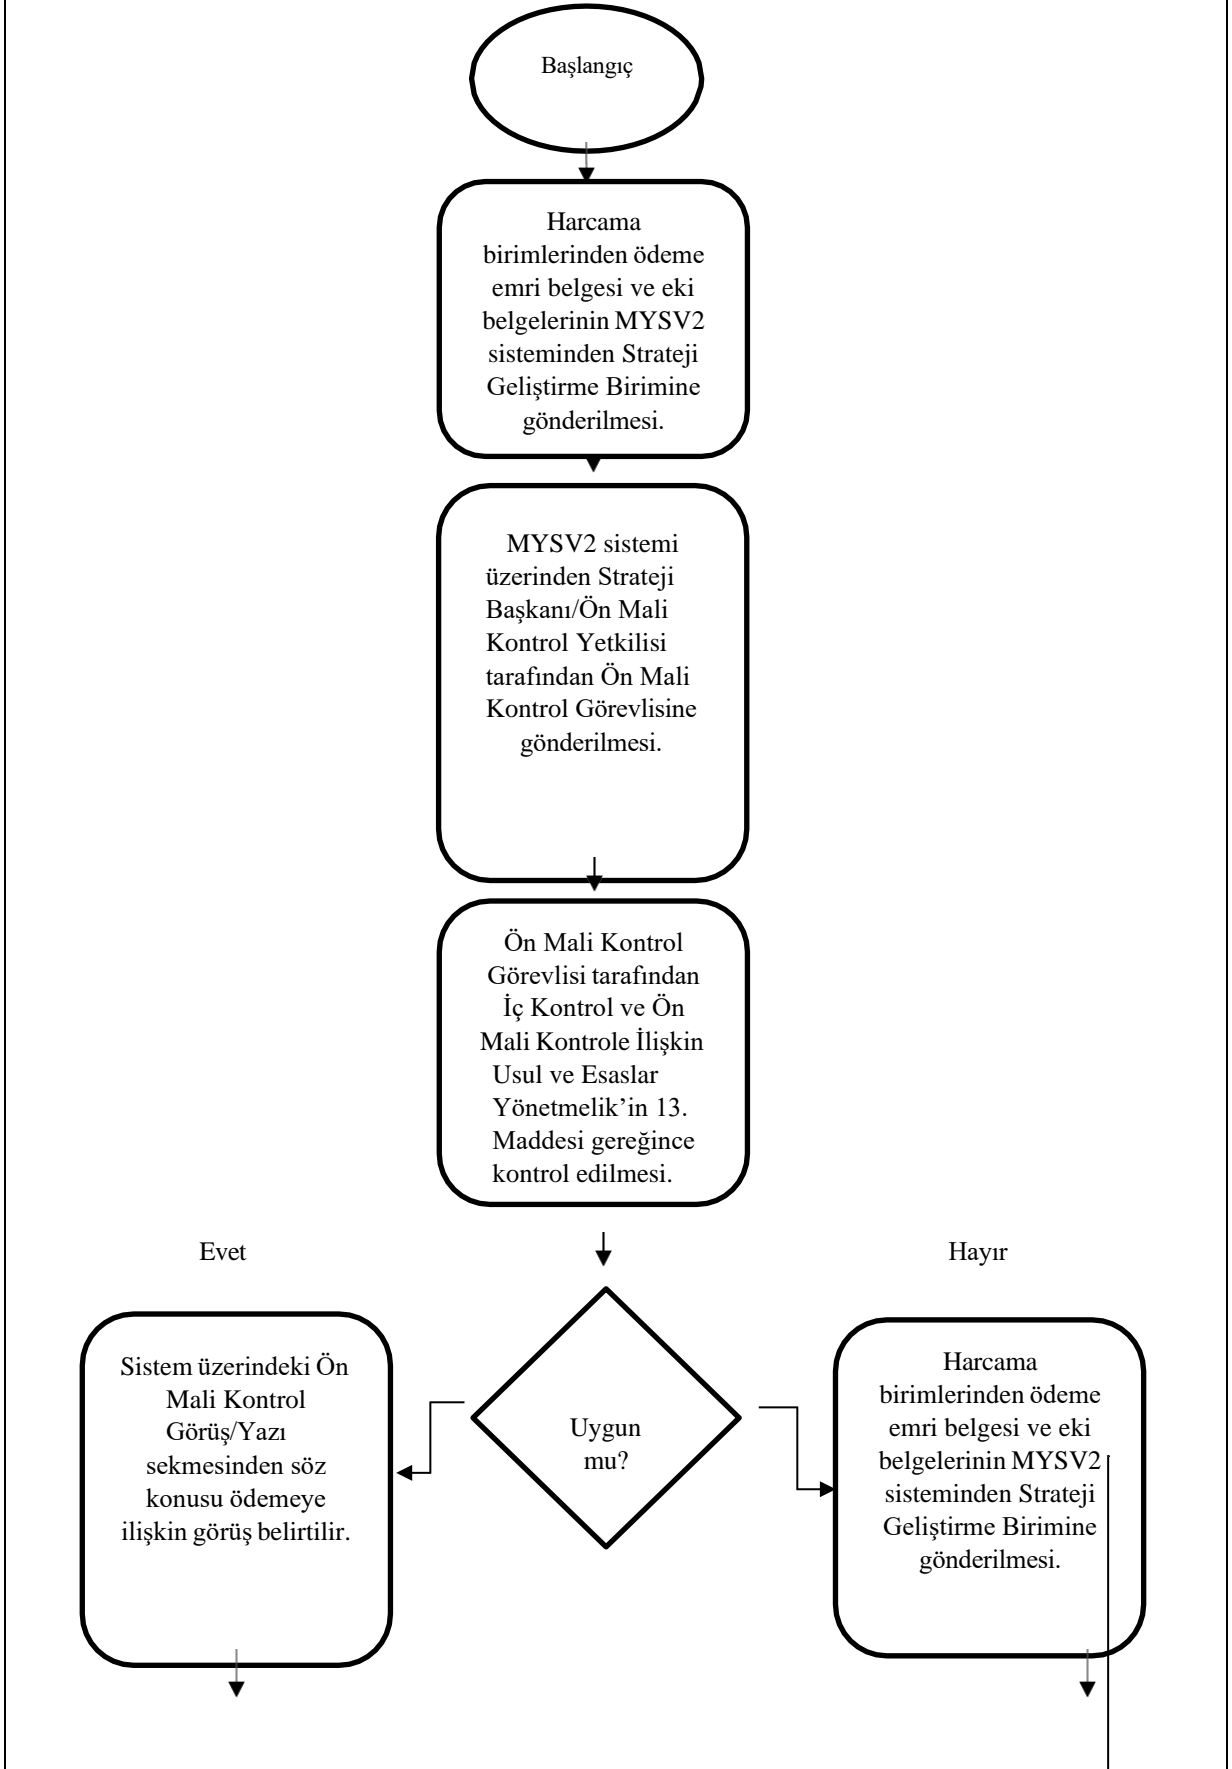 Başlangıç
Harcama
birimlerinden ödeme
emri belgesi ve eki
belgelerinin MYSV2
sisteminden Strateji
Geliştirme Birimine
gönderilmesi.
MYSV2 sistemi
üzerinden Strateji
Başkanı/Ön Mali
Kontrol Yetkilisi
tarafından Ön Mali
Kontrol Görevlisine
gönderilmesi.
Ön Mali Kontrol
Görevlisi tarafından
İç Kontrol ve Ön
Mali Kontrole İlişkin
Usul ve Esaslar
Yönetmelik’in 13.
Maddesi gereğince
kontrol edilmesi.
Evet
Hayır
Sistem üzerindeki Ön
Mali Kontrol
Görüş/Yazı
sekmesinden söz
konusu ödemeye
ilişkin görüş belirtilir.
Uygun
mu?
Harcama
birimlerinden ödeme
emri belgesi ve eki
belgelerinin MYSV2
sisteminden Strateji
Geliştirme Birimine
gönderilmesi.